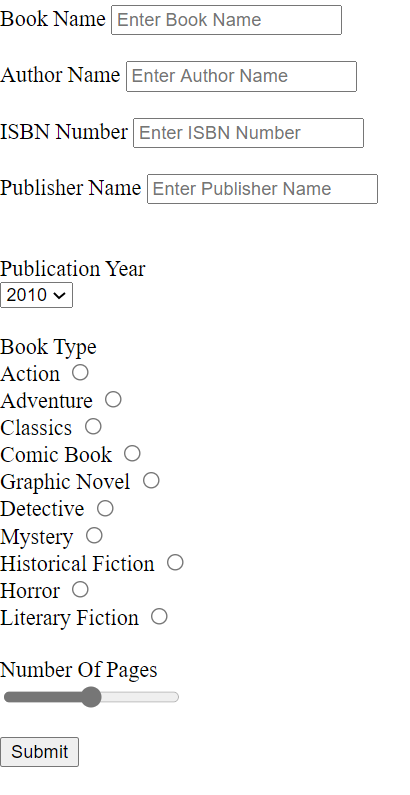 Book Name Enter Book Name
Author Name Enter Author Name
ISBN Number Enter ISBN Number
Publisher Name Enter Publisher Name
Publication Year
2010
Book Type
Action
Adventure
Classics
Comic Book
Graphic Novel
Detective
Mystery
Historical Fiction
Horror
Literary Fiction
Number Of Pages
Submit